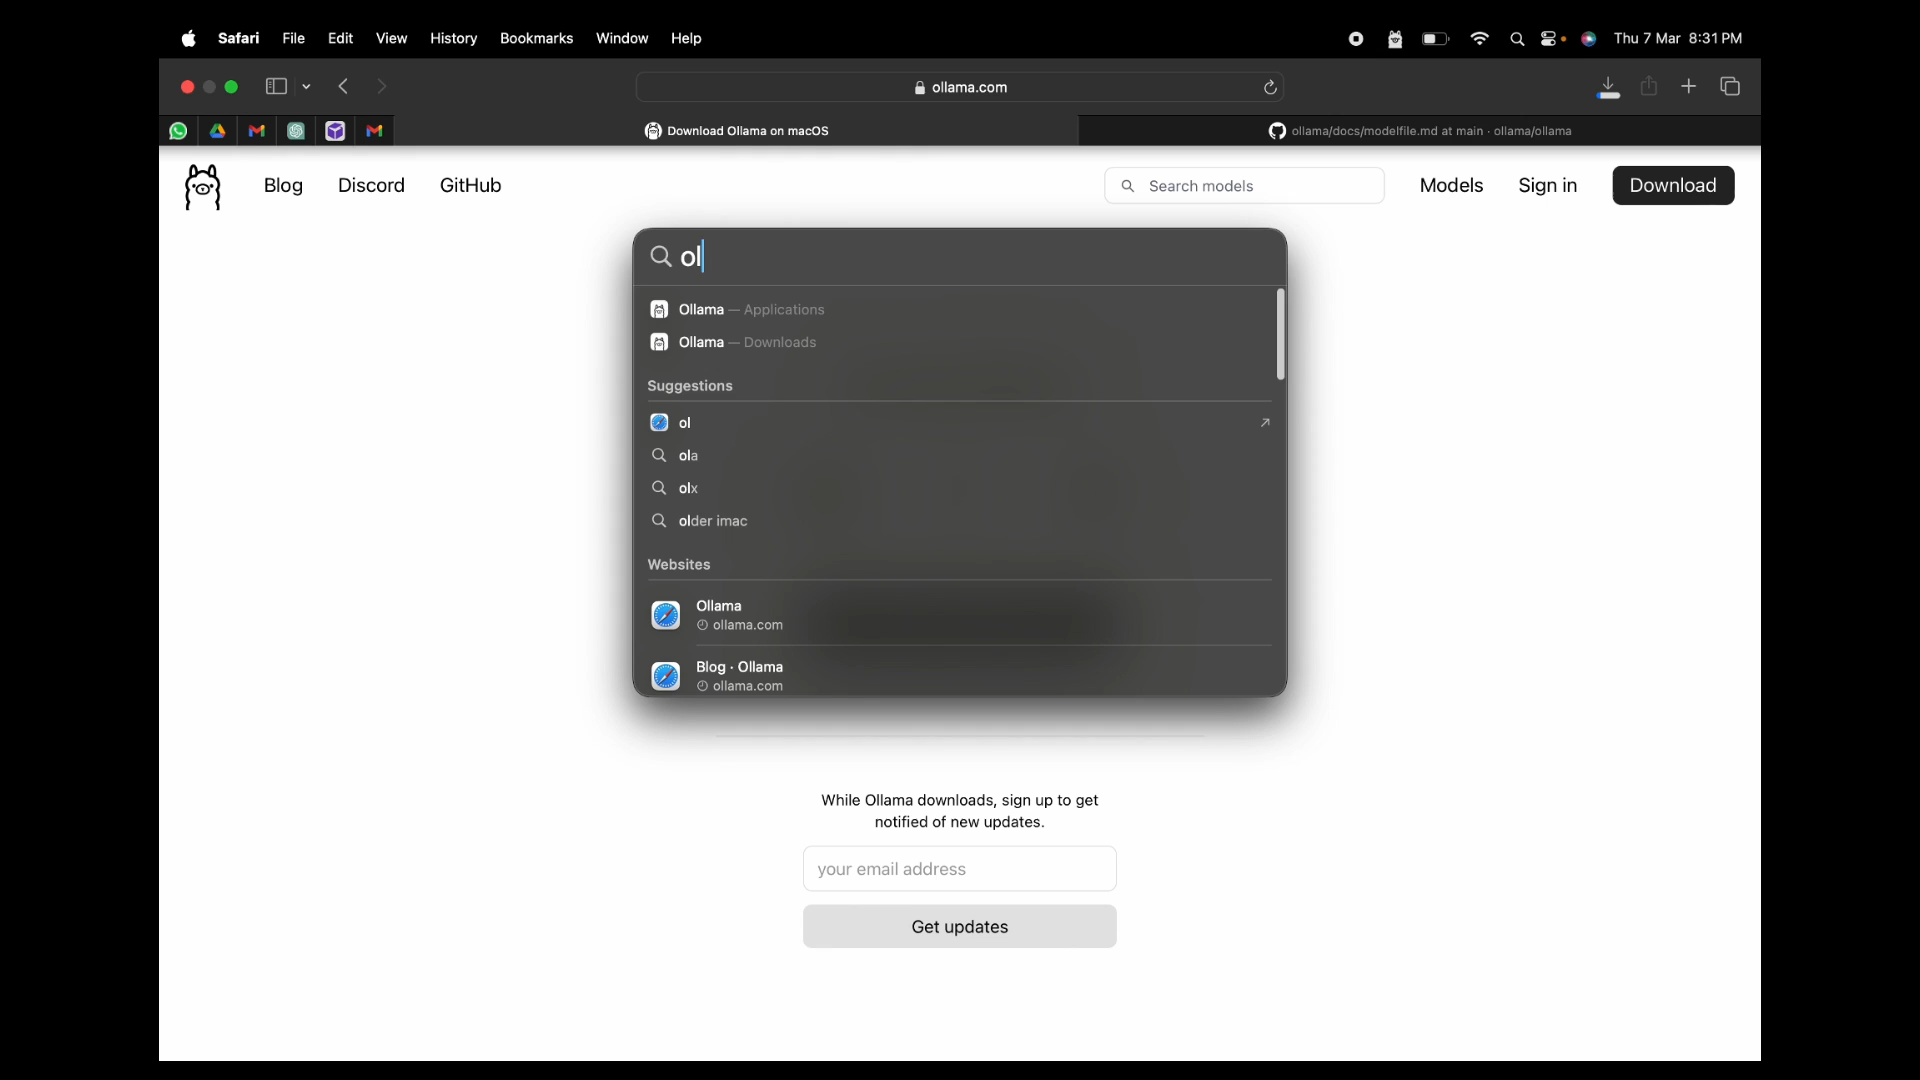 Safari File Edit View History Bookmarks Window Help Thu 7 Mar 8:31 PM
ollama.com
Download Ollama on macOS ollama/docs/modelfile.md at main · ollama/ollama
Blog Discord GitHub Search models Models Sign in Download
ol
Ollama — Applications
Ollama — Downloads
Suggestions
ol
ola
olx
older imac
Websites
Ollama
ollama.com
Blog · Ollama
ollama.com
While Ollama downloads, sign up to get
notified of new updates.
your email address
Get updates